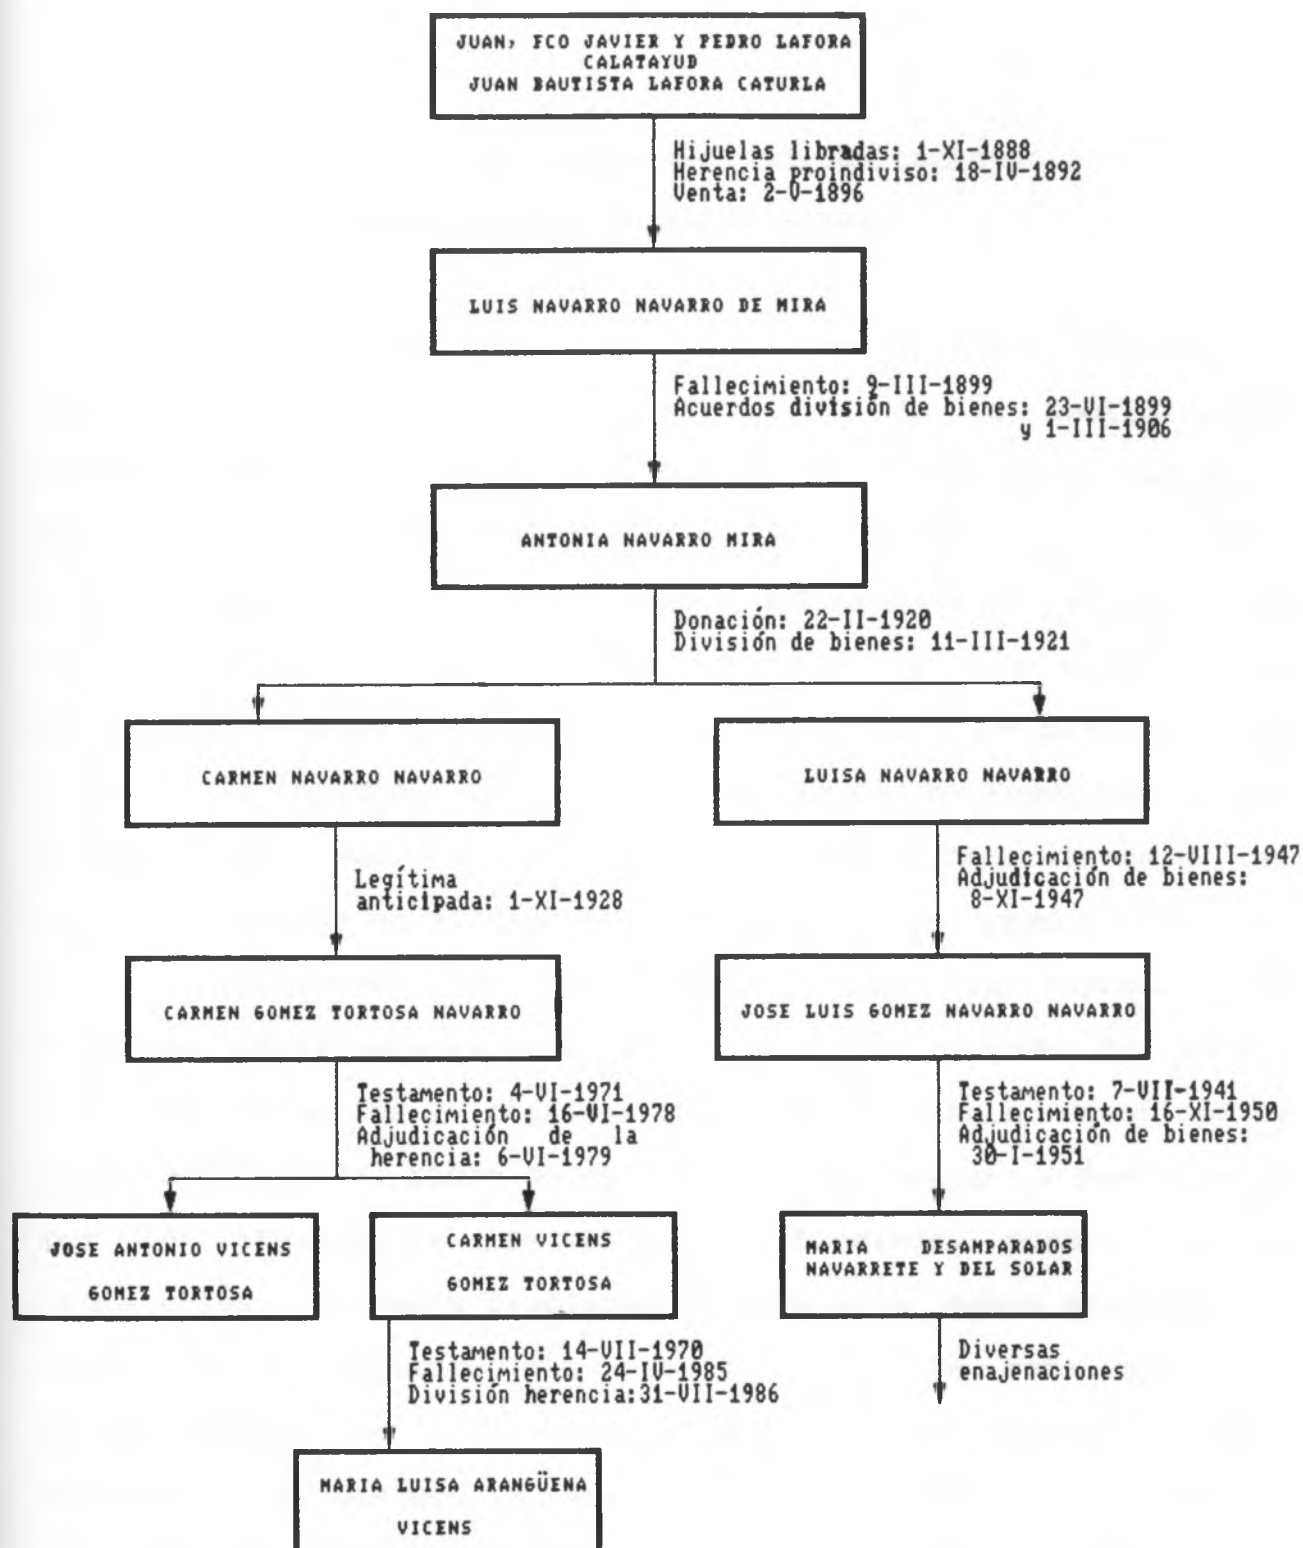 JUAN, FCO JAVIER Y PEDRO LAFORA
CALATAYUD
JUAN BAUTISTA LAFORA CATURLA
Hijuelas libradas: 1-XI-1888
Herencia proindiviso: 18-IV-1892
Venta: 2-V-1896
LUIS NAVARRO NAVARRO DE MIRA
Fallecimiento: 9-III-1899
Acuerdos división de bienes: 23-VI-1899
y 1-III-1906
ANTONIA NAVARRO MIRA
Donación: 22-II-1920
División de bienes: 11-III-1921
CARMEN NAVARRO NAVARRO
LUISA NAVARRO NAVARRO
Legítima
anticipada: 1-XI-1928
Fallecimiento: 12-VIII-1947
Adjudicación de bienes:
8-XI-1947
CARMEN GOMEZ TORTOSA NAVARRO
JOSE LUIS GOMEZ NAVARRO NAVARRO
Testamento: 4-VI-1971
Fallecimiento: 16-VI-1978
Adjudicación de la
herencia: 6-VI-1979
Testamento: 7-VII-1941
Fallecimiento: 16-XI-1950
Adjudicación de bienes:
30-I-1951
JOSE ANTONIO VICENS
GOMEZ TORTOSA
CARMEN VICENS
GOMEZ TORTOSA
MARIA DESAMPARADOS
NAVARRETE Y DEL SOLAR
Testamento: 14-VII-1970
Fallecimiento: 24-IV-1985
División herencia:31-VII-1986
Diversas
enajenaciones
MARIA LUISA ARANGÜENA
VICENS